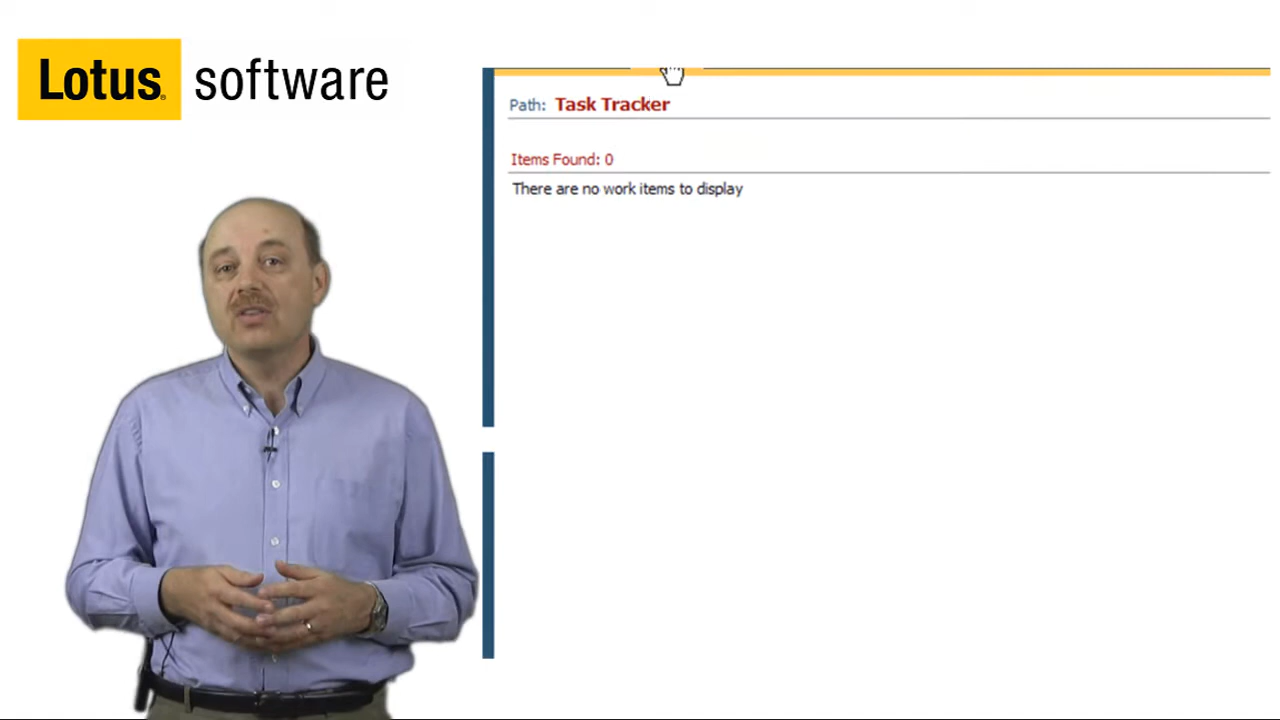 Lotus. software
Path: Task Tracker
Items Found: 0
There are no work items to display